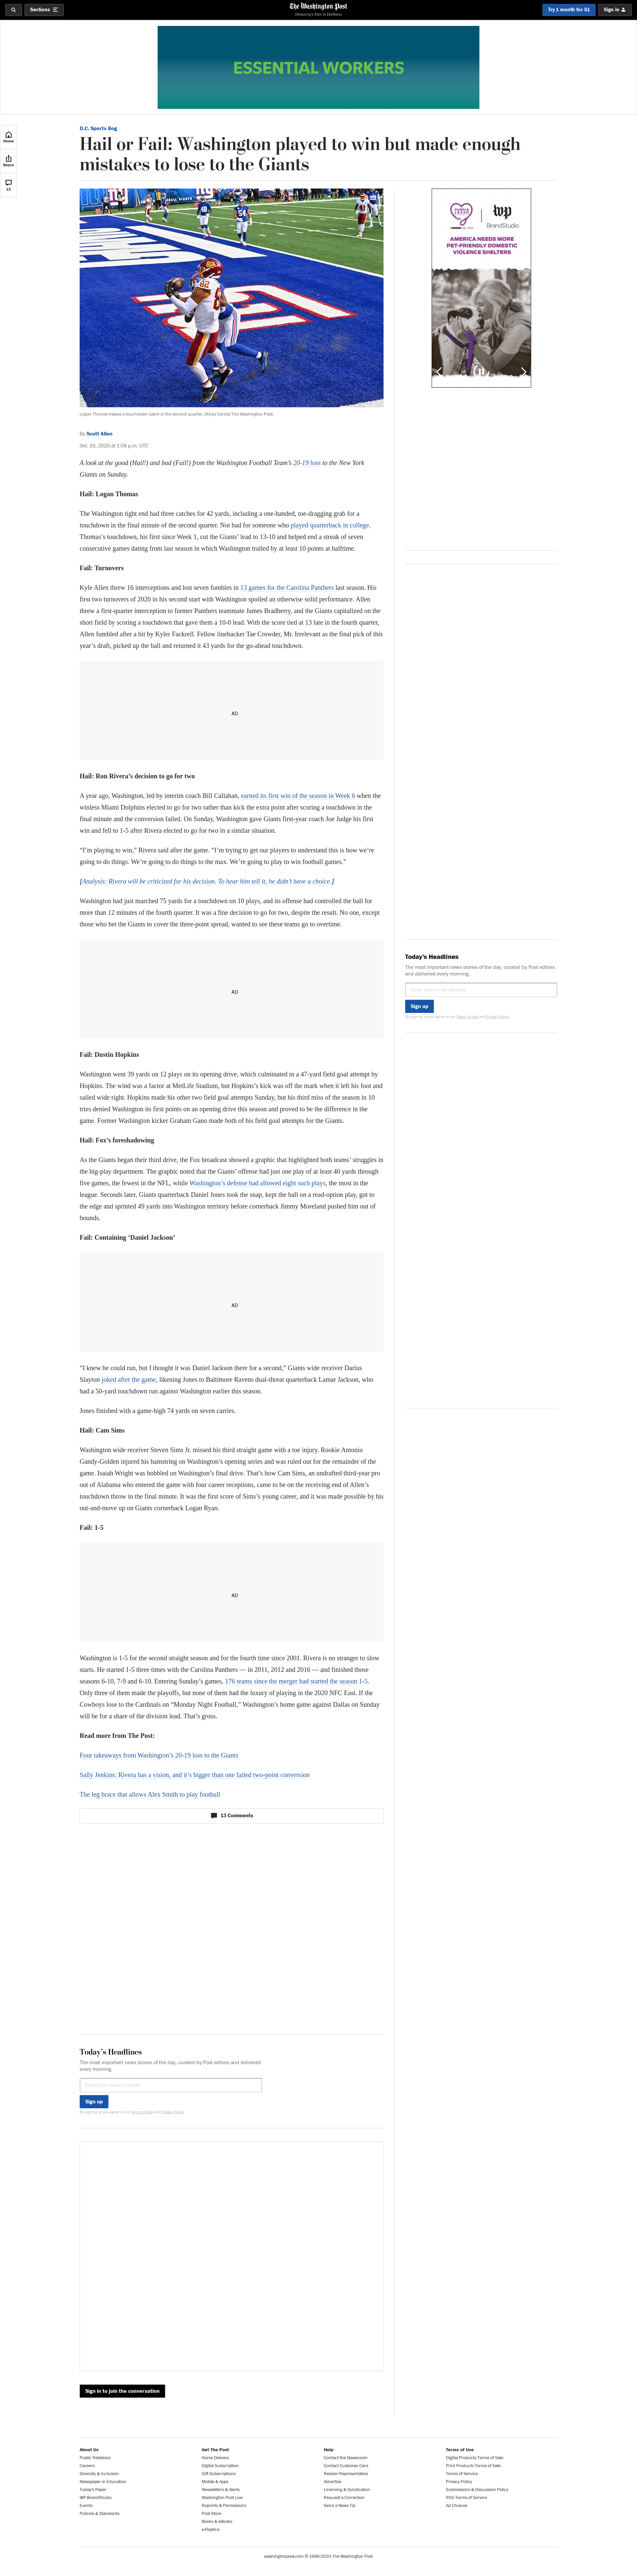 Sections
The Washington Post
Democracy Dies in Darkness
Try 1 month for $1
Sign in
ESSENTIAL WORKERS
Home
Share
13
D.C. Sports Bog
Hail or Fail: Washington played to win but made enough
mistakes to lose to the Giants
Logan Thomas makes a touchdown catch in the second quarter. (Ricky Carioti/The Washington Post)
By Scott Allen
Oct. 19, 2020 at 1:58 p.m. UTC
A look at the good (Hail!) and bad (Fail!) from the Washington Football Team’s 20-19 loss to the New York
Giants on Sunday.
Hail: Logan Thomas
The Washington tight end had three catches for 42 yards, including a one-handed, toe-dragging grab for a
touchdown in the final minute of the second quarter. Not bad for someone who played quarterback in college.
Thomas’s touchdown, his first since Week 1, cut the Giants’ lead to 13-10 and helped end a streak of seven
consecutive games dating from last season in which Washington trailed by at least 10 points at halftime.
Fail: Turnovers
Kyle Allen threw 16 interceptions and lost seven fumbles in 13 games for the Carolina Panthers last season. His
first two turnovers of 2020 in his second start with Washington spoiled an otherwise solid performance. Allen
threw a first-quarter interception to former Panthers teammate James Bradberry, and the Giants capitalized on the
short field by scoring a touchdown that gave them a 10-0 lead. With the score tied at 13 late in the fourth quarter,
Allen fumbled after a hit by Kyler Fackrell. Fellow linebacker Tae Crowder, Mr. Irrelevant as the final pick of this
year’s draft, picked up the ball and returned it 43 yards for the go-ahead touchdown.
AD
Hail: Ron Rivera’s decision to go for two
A year ago, Washington, led by interim coach Bill Callahan, earned its first win of the season in Week 6 when the
winless Miami Dolphins elected to go for two rather than kick the extra point after scoring a touchdown in the
final minute and the conversion failed. On Sunday, Washington gave Giants first-year coach Joe Judge his first
win and fell to 1-5 after Rivera elected to go for two in a similar situation.
“I’m playing to win,” Rivera said after the game. “I’m trying to get our players to understand this is how we’re
going to do things. We’re going to do things to the max. We’re going to play to win football games.”
[Analysis: Rivera will be criticized for his decision. To hear him tell it, he didn’t have a choice.]
Washington had just marched 75 yards for a touchdown on 10 plays, and its offense had controlled the ball for
more than 12 minutes of the fourth quarter. It was a fine decision to go for two, despite the result. No one, except
those who bet the Giants to cover the three-point spread, wanted to see these teams go to overtime.
AD
Fail: Dustin Hopkins
Washington went 39 yards on 12 plays on its opening drive, which culminated in a 47-yard field goal attempt by
Hopkins. The wind was a factor at MetLife Stadium, but Hopkins’s kick was off the mark when it left his foot and
sailed wide right. Hopkins made his other two field goal attempts Sunday, but his third miss of the season in 10
tries denied Washington its first points on an opening drive this season and proved to be the difference in the
game. Former Washington kicker Graham Gano made both of his field goal attempts for the Giants.
Hail: Fox’s foreshadowing
As the Giants began their third drive, the Fox broadcast showed a graphic that highlighted both teams’ struggles in
the big-play department. The graphic noted that the Giants’ offense had just one play of at least 40 yards through
five games, the fewest in the NFL, while Washington’s defense had allowed eight such plays, the most in the
league. Seconds later, Giants quarterback Daniel Jones took the snap, kept the ball on a read-option play, got to
the edge and sprinted 49 yards into Washington territory before cornerback Jimmy Moreland pushed him out of
bounds.
Fail: Containing ‘Daniel Jackson’
AD
“I knew he could run, but I thought it was Daniel Jackson there for a second,” Giants wide receiver Darius
Slayton joked after the game, likening Jones to Baltimore Ravens dual-threat quarterback Lamar Jackson, who
had a 50-yard touchdown run against Washington earlier this season.
Jones finished with a game-high 74 yards on seven carries.
Hail: Cam Sims
Washington wide receiver Steven Sims Jr. missed his third straight game with a toe injury. Rookie Antonio
Gandy-Golden injured his hamstring on Washington’s opening series and was ruled out for the remainder of the
game. Isaiah Wright was hobbled on Washington’s final drive. That’s how Cam Sims, an undrafted third-year pro
out of Alabama who entered the game with four career receptions, came to be on the receiving end of Allen’s
touchdown throw in the final minute. It was the first score of Sims’s young career, and it was made possible by his
out-and-move up on Giants cornerback Logan Ryan.
Fail: 1-5
AD
Washington is 1-5 for the second straight season and for the fourth time since 2001. Rivera is no stranger to slow
starts. He started 1-5 three times with the Carolina Panthers — in 2011, 2012 and 2016 — and finished those
seasons 6-10, 7-9 and 6-10. Entering Sunday’s games, 176 teams since the merger had started the season 1-5.
Only three of them made the playoffs, but none of them had the luxury of playing in the 2020 NFC East. If the
Cowboys lose to the Cardinals on “Monday Night Football,” Washington’s home game against Dallas on Sunday
will be for a share of the division lead. That’s gross.
Read more from The Post:
Four takeaways from Washington’s 20-19 loss to the Giants
Sally Jenkins: Rivera has a vision, and it’s bigger than one failed two-point conversion
The leg brace that allows Alex Smith to play football
13 Comments
Today’s Headlines
The most important news stories of the day, curated by Post editors and delivered
every morning.
Enter your email address
Sign up
By signing up you agree to our Terms of Use and Privacy Policy
Sign in to join the conversation
PURPLE LEASH PROJECT
wp
BrandStudio
AMERICA NEEDS MORE
PET-FRIENDLY DOMESTIC
VIOLENCE SHELTERS
Today’s Headlines
The most important news stories of the day, curated by Post editors
and delivered every morning.
Enter your email address
Sign up
By signing up you agree to our Terms of Use and Privacy Policy
About Us
Public Relations
Careers
Diversity & Inclusion
Newspaper in Education
Today's Paper
WP BrandStudio
Events
Policies & Standards
Get The Post
Home Delivery
Digital Subscription
Gift Subscriptions
Mobile & Apps
Newsletters & Alerts
Washington Post Live
Reprints & Permissions
Post Store
Books & eBooks
e-Replica
Help
Contact the Newsroom
Contact Customer Care
Reader Representative
Advertise
Licensing & Syndication
Request a Correction
Send a News Tip
Terms of Use
Digital Products Terms of Sale
Print Products Terms of Sale
Terms of Service
Privacy Policy
Submissions & Discussion Policy
RSS Terms of Service
Ad Choices
washingtonpost.com © 1996-2020 The Washington Post